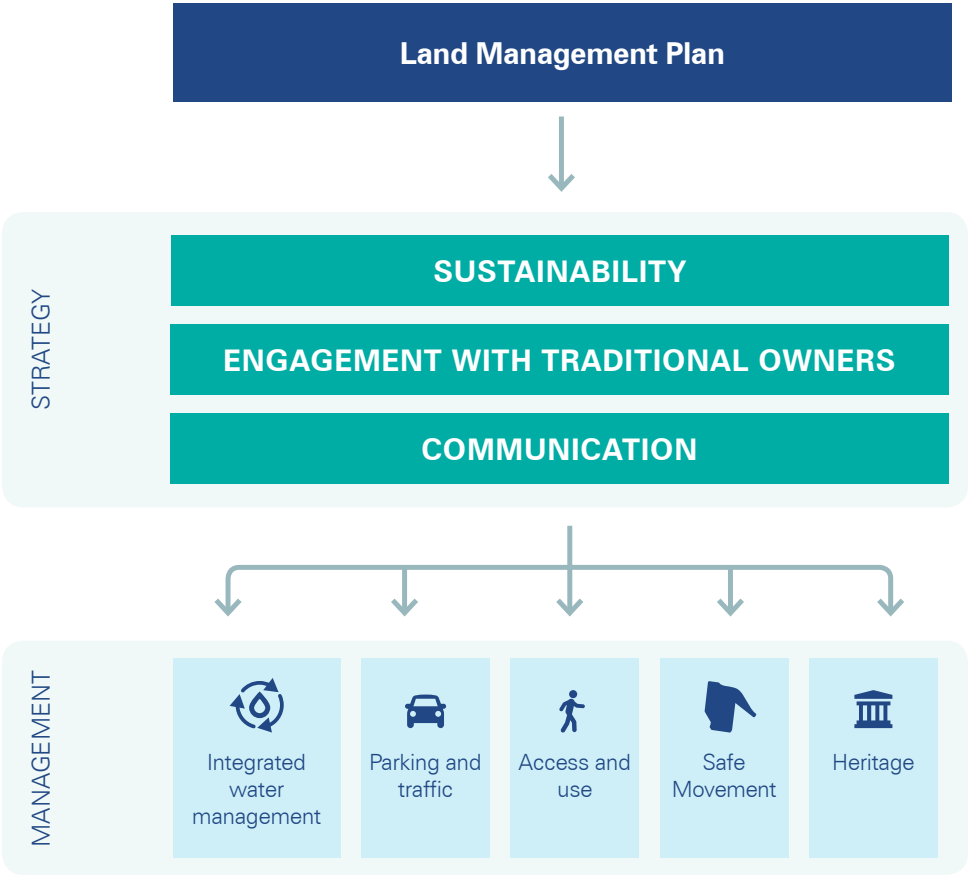 Land Management Plan
STRATEGY
SUSTAINABILITY
ENGAGEMENT WITH TRADITIONAL OWNERS
COMMUNICATION
MANAGEMENT
Integrated
water
management
Parking and
traffic
Access and
use
Safe
Movement
Heritage